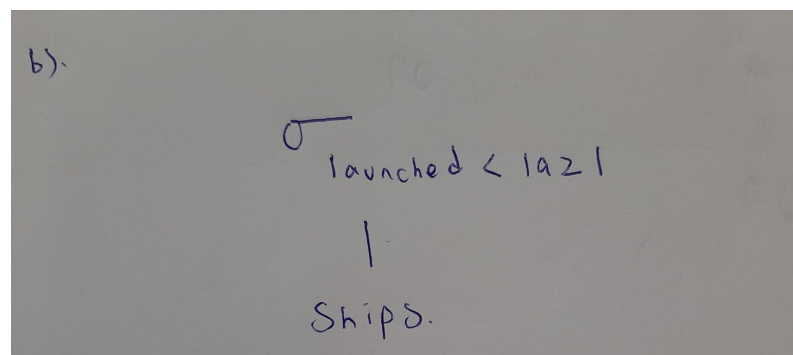 b).
σ launched < 1921
|
Ships.